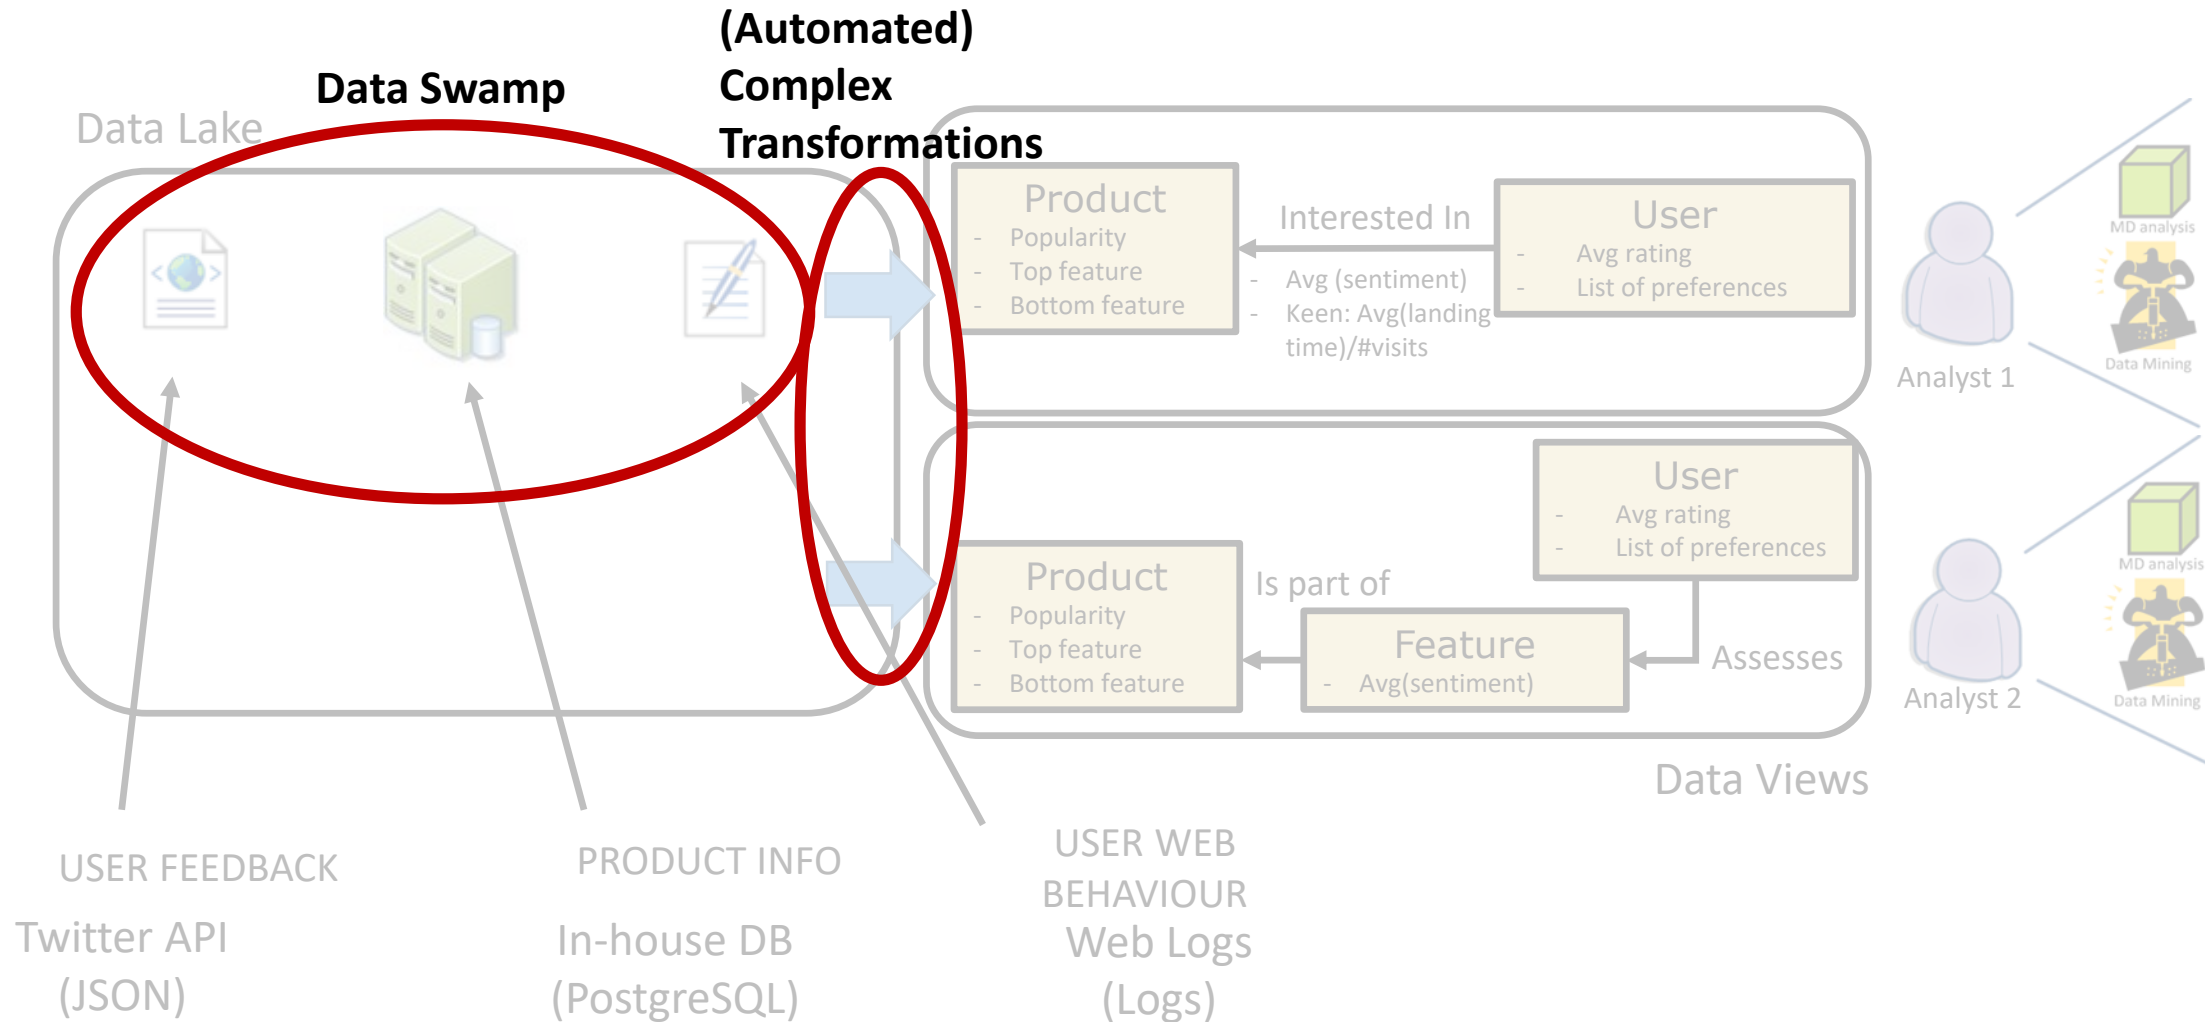 (Automated)
Complex
Transformations
Data Swamp
Data Lake
Product
- Popularity
- Top feature
- Bottom feature
Interested In
- Avg (sentiment)
- Keen: Avg(landing
time)/#visits
User
- Avg rating
- List of preferences
MD analysis
Data Mining
Analyst 1
User
- Avg rating
- List of preferences
Product
- Popularity
- Top feature
- Bottom feature
Is part of
Feature
- Avg(sentiment)
Assesses
MD analysis
Data Mining
Analyst 2
Data Views
USER FEEDBACK
Twitter API
(JSON)
PRODUCT INFO
In-house DB
(PostgreSQL)
USER WEB
BEHAVIOUR
Web Logs
(Logs)